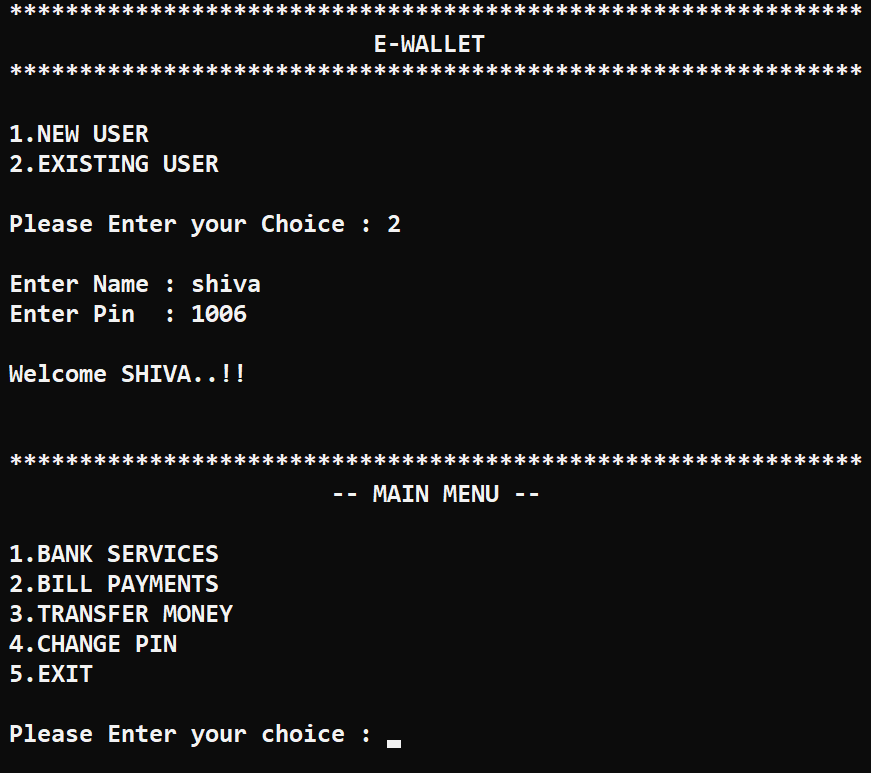 *************************************************************
E-WALLET
*************************************************************
1.NEW USER
2.EXISTING USER
Please Enter your Choice : 2
Enter Name : shiva
Enter Pin  : 1006
Welcome SHIVA..!!
*************************************************************
-- MAIN MENU --
1.BANK SERVICES
2.BILL PAYMENTS
3.TRANSFER MONEY
4.CHANGE PIN
5.EXIT
Please Enter your choice :